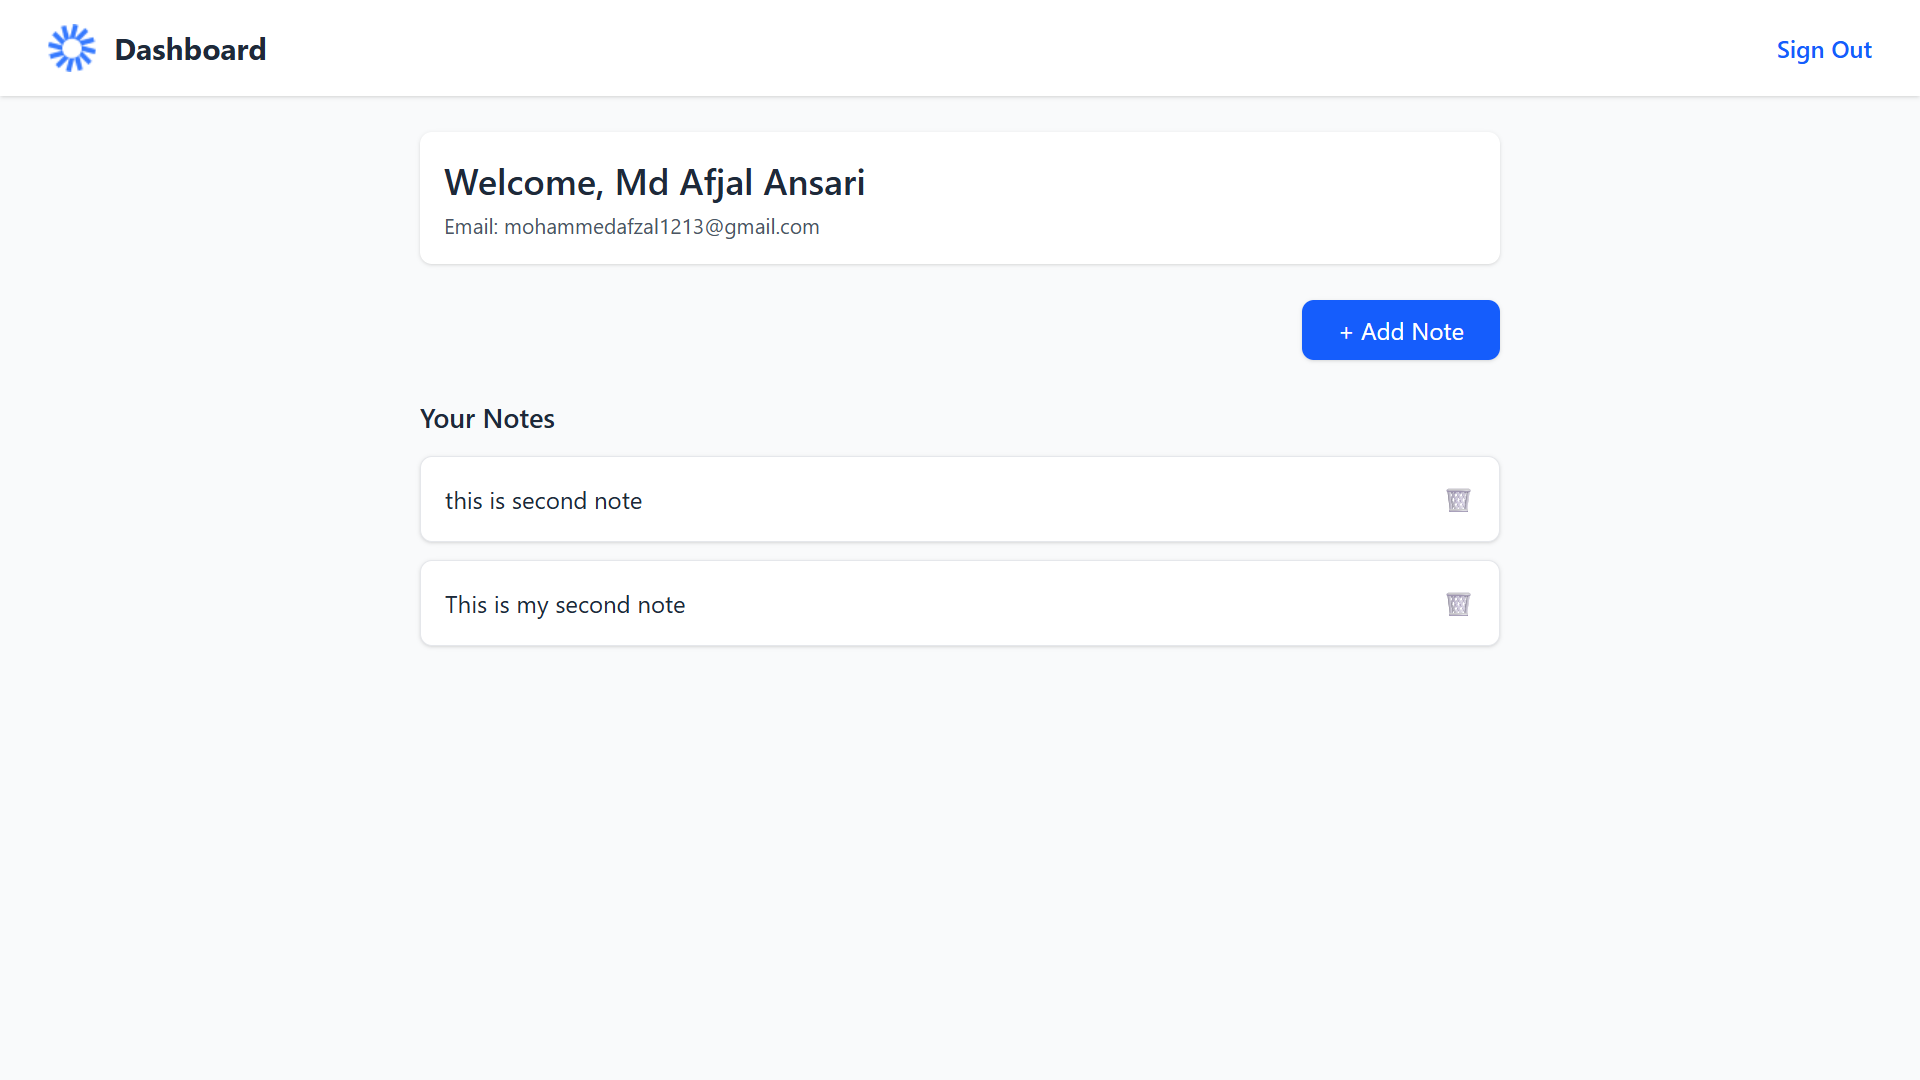 Dashboard
Sign Out
Welcome, Md Afjal Ansari
Email: mohammedafzal1213@gmail.com
+ Add Note
Your Notes
this is second note
This is my second note